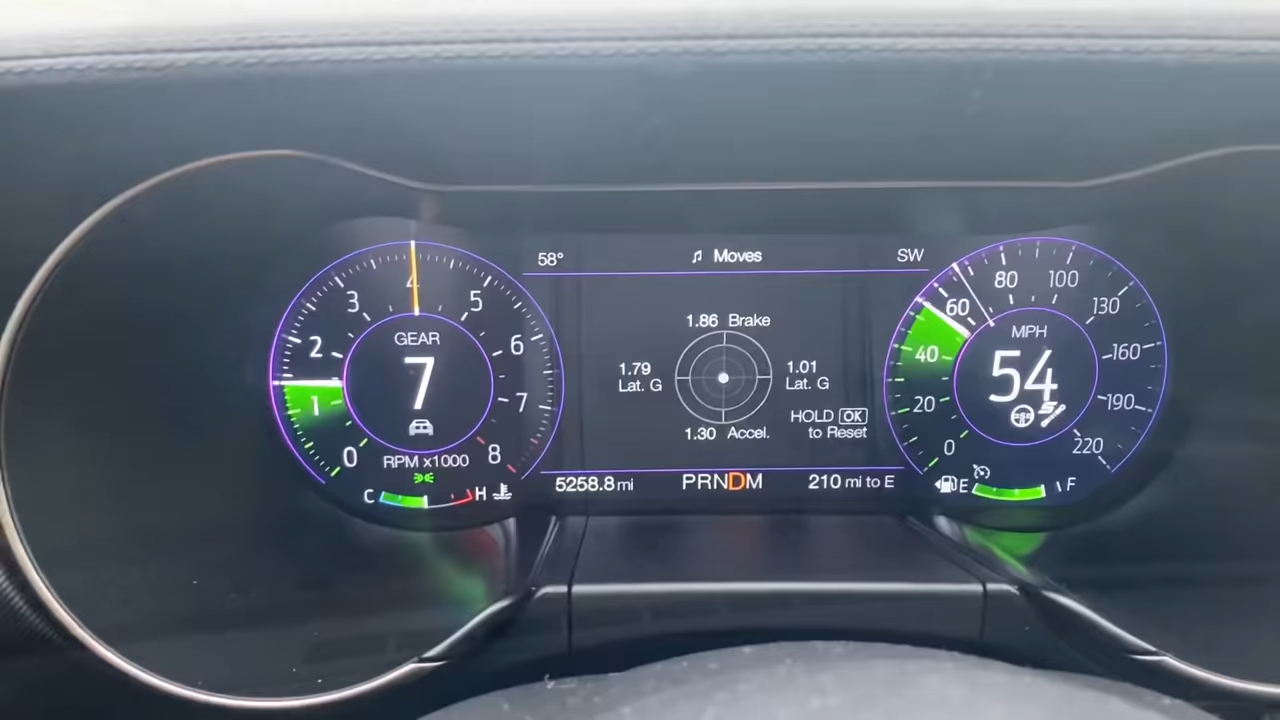 58°
♫ Moves
SW
4
3
5
2
6
1
7
0
8
GEAR
7
RPM x1000
C
H
1.86 Brake
1.79
Lat. G
1.01
Lat. G
HOLD OK
to Reset
1.30 Accel.
5258.8 mi
PRNDM
210 mi to E
80
100
60
130
40
160
20
190
0
220
MPH
54
E
F